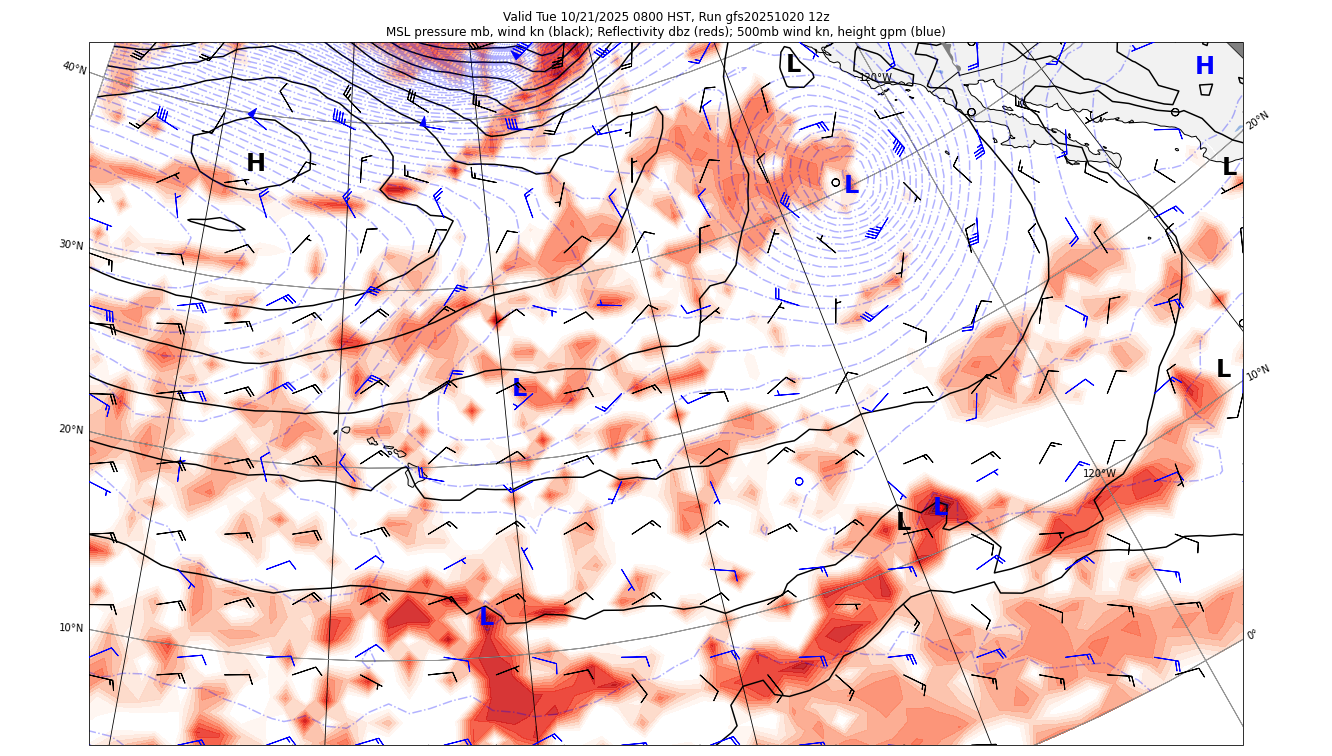 Valid Tue 10/21/2025 0800 HST, Run gfs20251020 12z
MSL pressure mb, wind kn (black); Reflectivity dbz (reds); 500mb wind kn, height gpm (blue)
40°N
L
120°W
H
20°N
H
L
L
30°N
L
L
10°N
20°N
120°W
L
L
10°N
L
0°